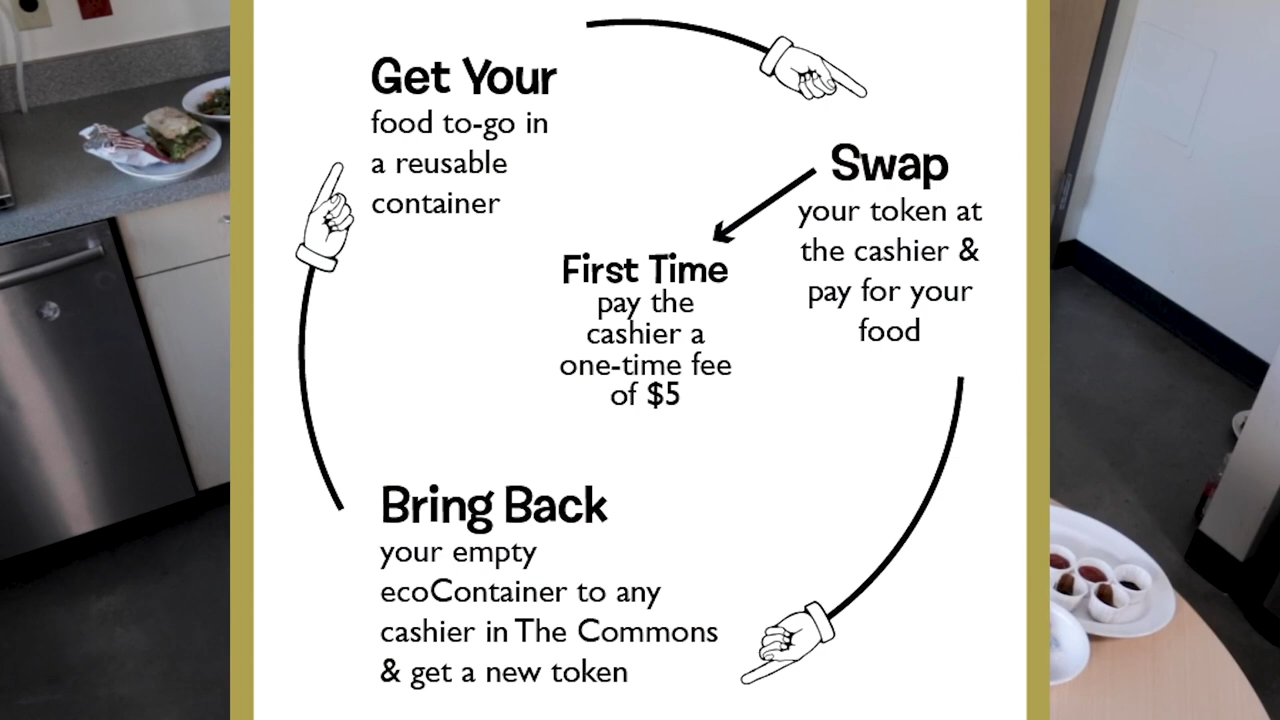 Get Your
food to-go in
a reusable
container
Swap
your token at
the cashier &
pay for your
food
First Time
pay the
cashier a
one-time fee
of $5
Bring Back
your empty
ecoContainer to any
cashier in The Commons
& get a new token